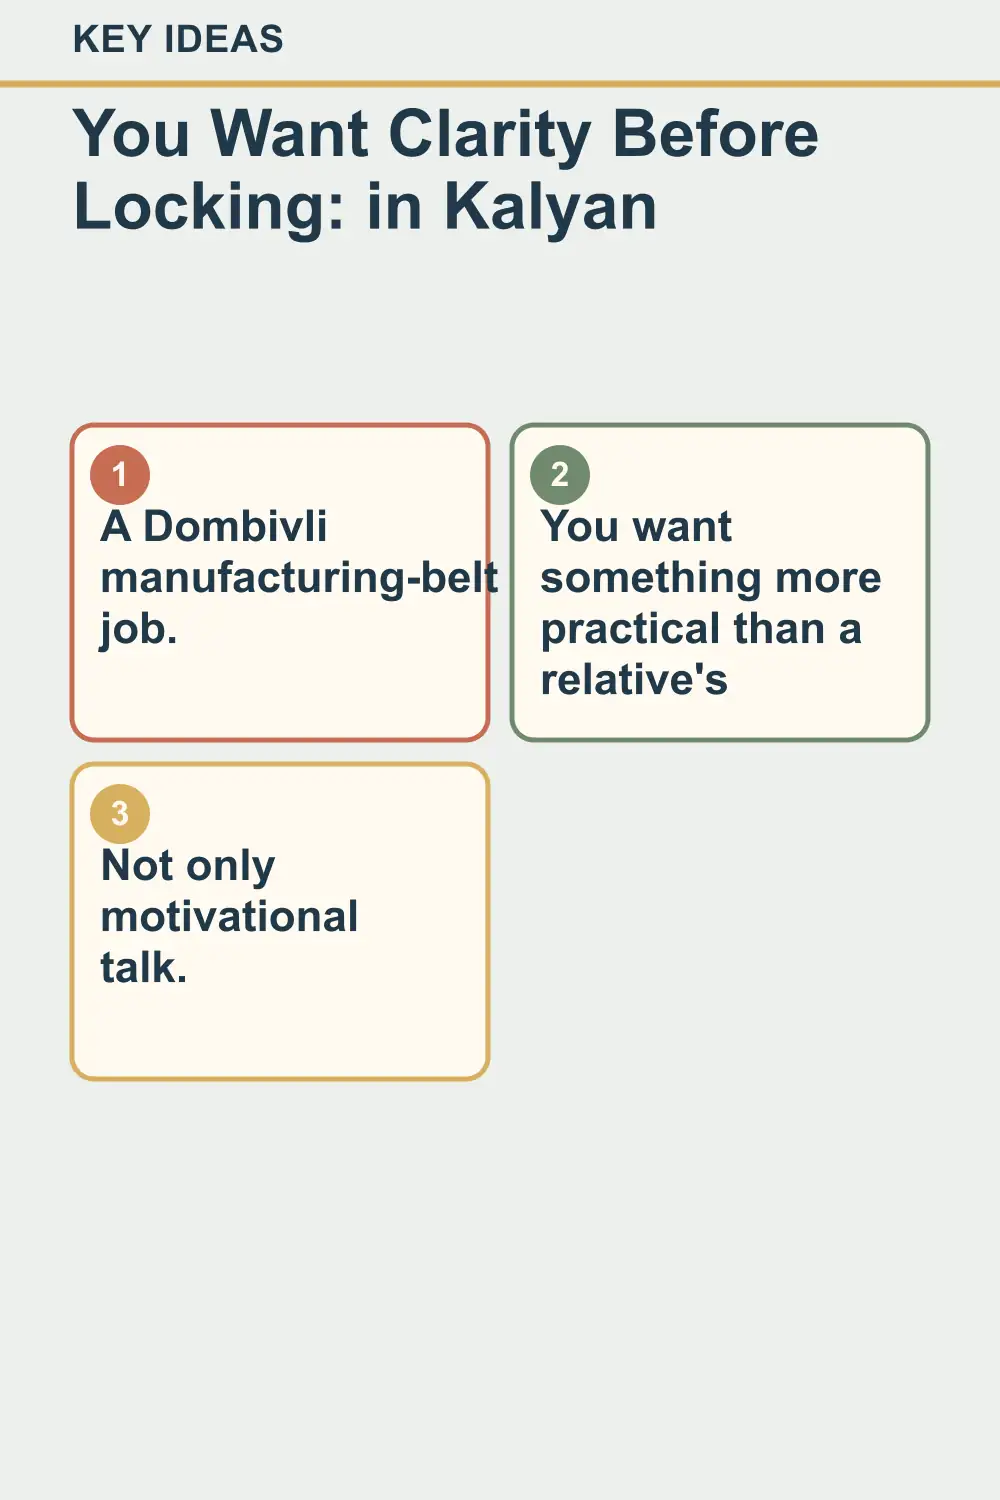 KEY IDEAS
You Want Clarity Before
Locking: in Kalyan
1
A Dombivli
manufacturing-belt
job.
2
You want
something more
practical than a
relative's
3
Not only
motivational
talk.